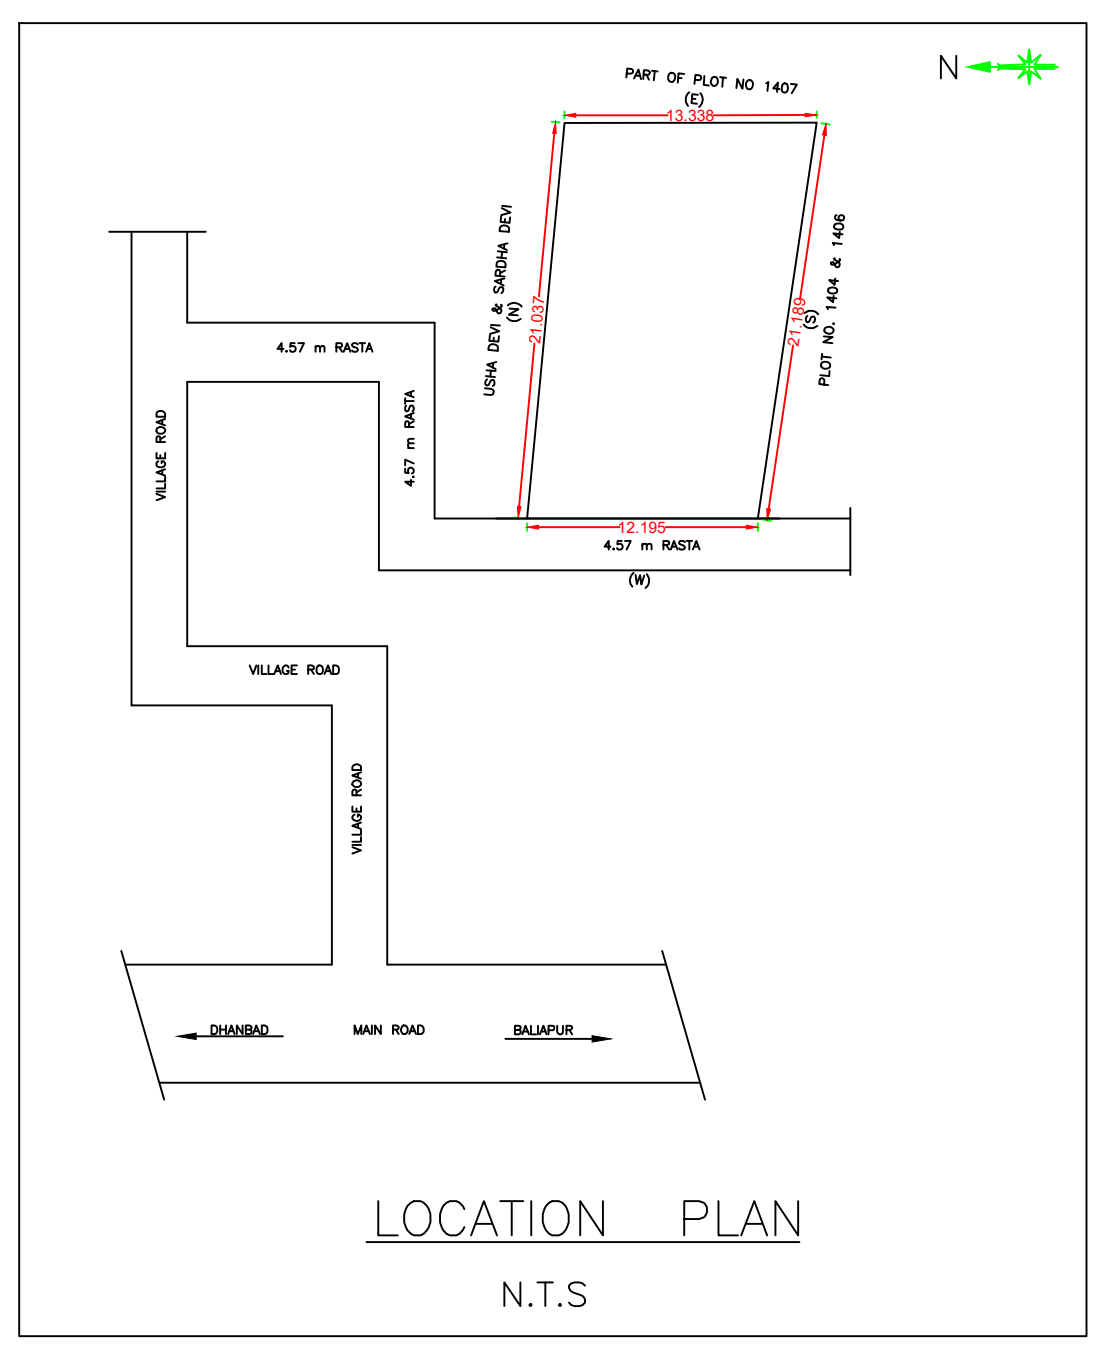 N
PART OF PLOT NO 1407
(E)
13.338
USHA DEVI & SARDHA DEVI
(N)
21.037
21.189
(S)
PLOT NO. 1404 & 1406
4.57 m RASTA
4.57 m RASTA
VILLAGE ROAD
12.195
4.57 m RASTA
(W)
VILLAGE ROAD
VILLAGE ROAD
DHANBAD
MAIN ROAD
BALIAPUR
LOCATION PLAN
N.T.S